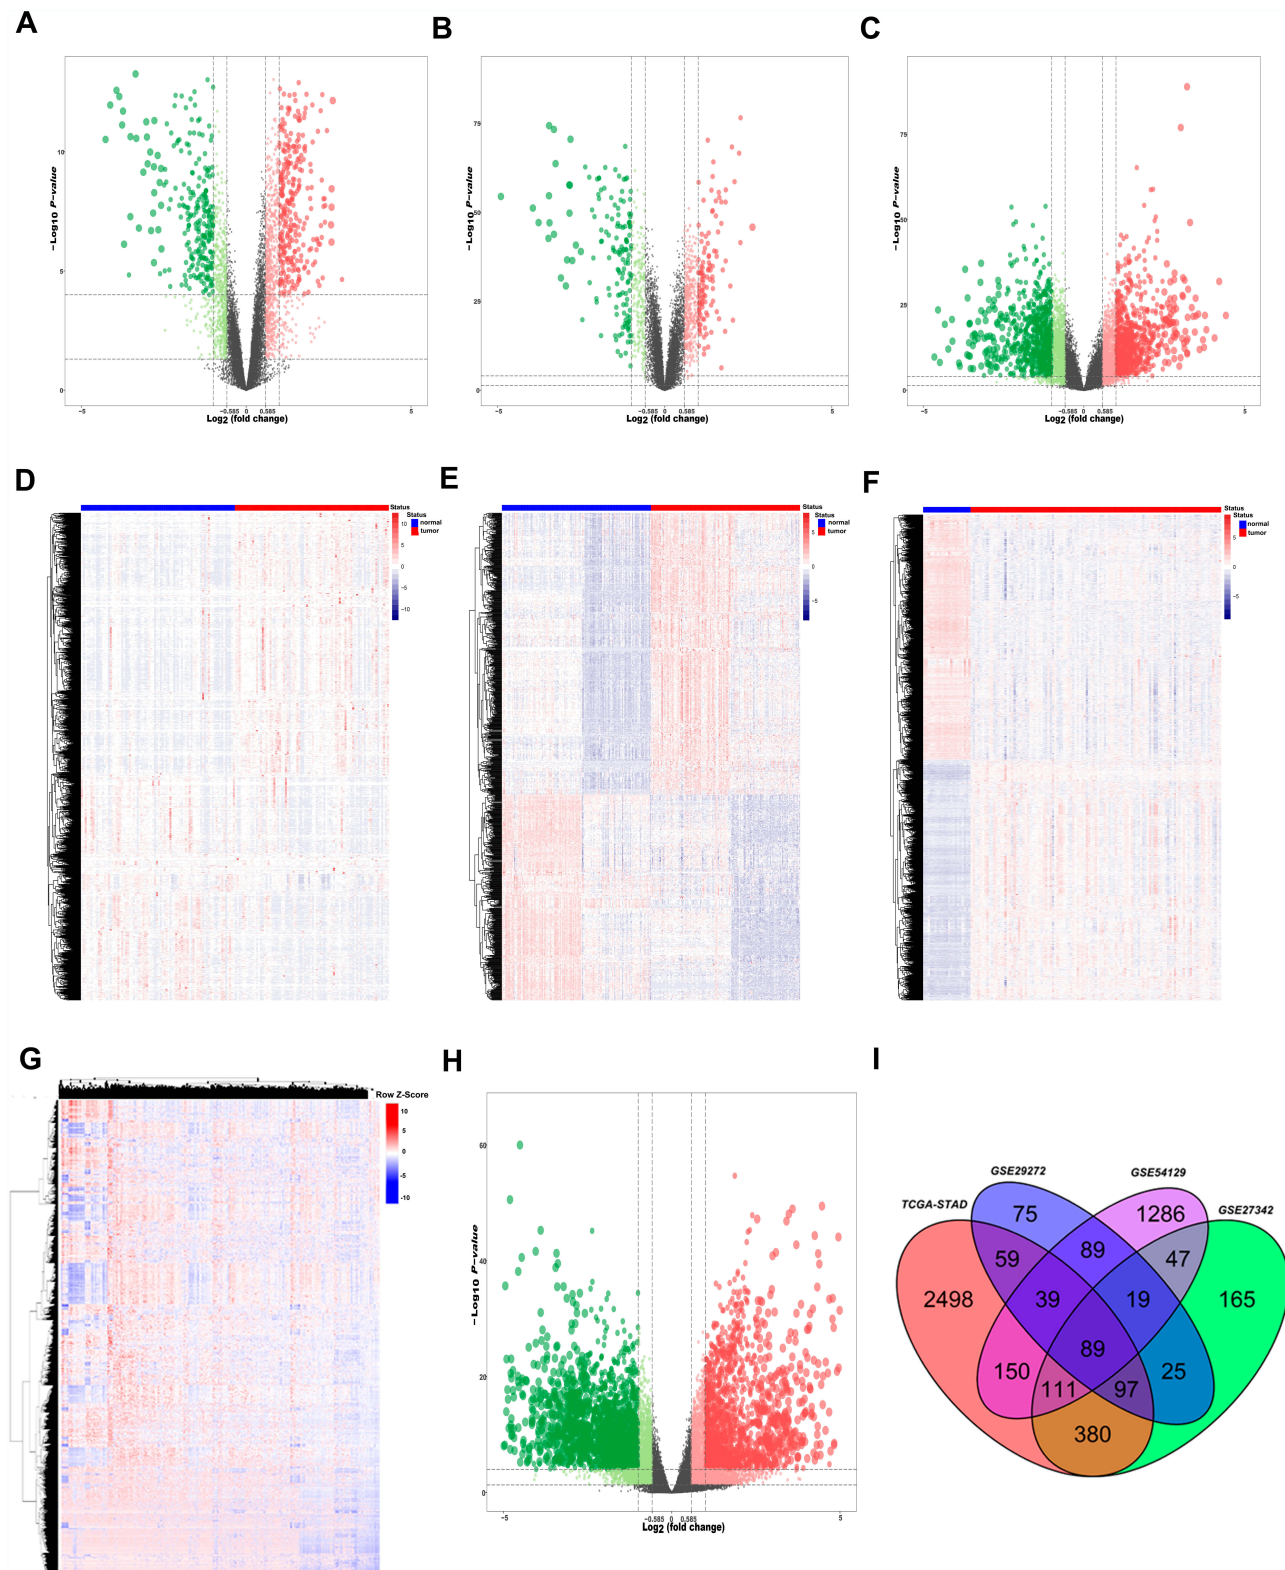 A
B
C
10
5
0
−5
−0.585
0
0.585
5
−Log10 P−value
Log2 (fold change)
75
50
25
0
−5
−0.585
0
0.585
5
−Log10 P−value
Log2 (fold change)
75
50
25
0
−5
−0.585
0
0.585
5
−Log10 P−value
Log2 (fold change)
D
E
F
Status
10
5
0
−5
−10
Status
normal
tumor
Status
5
0
−5
Status
normal
tumor
Status
5
0
−5
Status
normal
tumor
G
H
I
Row Z-Score
10
5
0
-5
-10
60
40
20
0
−5
−0.585
0
0.585
5
−Log10 P−value
Log2 (fold change)
GSE29272
GSE54129
TCGA-STAD
GSE27342
75
1286
59
89
47
2498
39
19
165
89
150
111
97
25
380